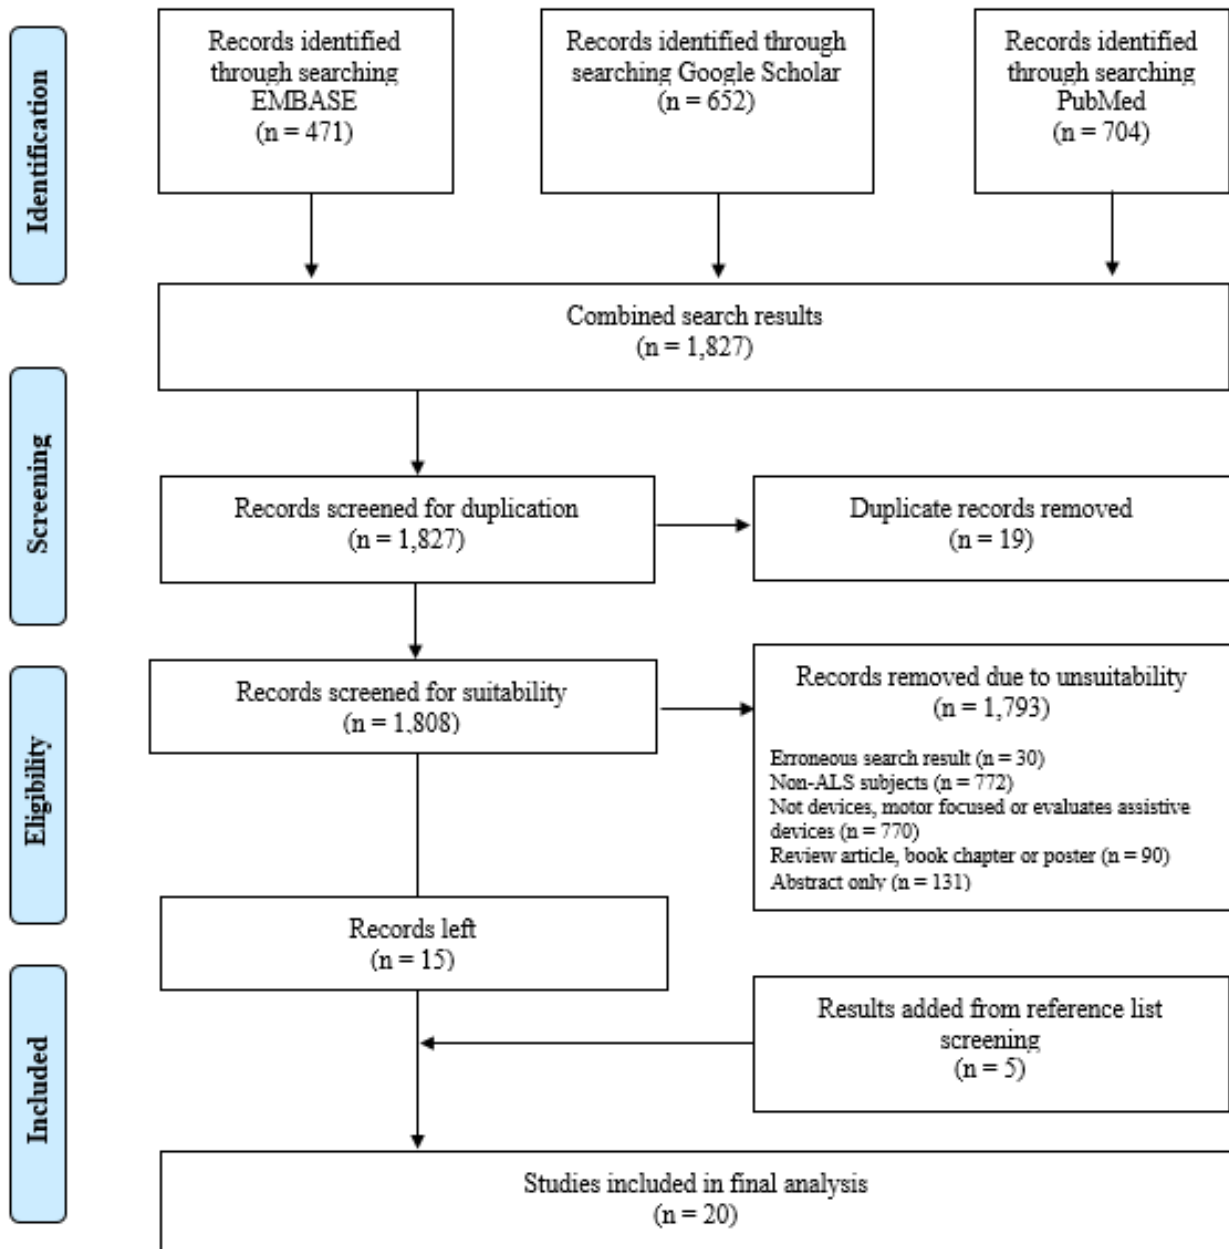 Identification
Records identified
through searching
EMBASE
(n = 471)
Records identified through
searching Google Scholar
(n = 652)
Records identified
through searching
PubMed
(n = 704)
Combined search results
(n = 1,827)
Screening
Records screened for duplication
(n = 1,827)
Duplicate records removed
(n = 19)
Eligibility
Records screened for suitability
(n = 1,808)
Records removed due to unsuitability
(n = 1,793)
Erroneous search result (n = 30)
Non-ALS subjects (n = 772)
Not devices, motor focused or evaluates assistive
devices (n = 770)
Review article, book chapter or poster (n = 90)
Abstract only (n = 131)
Records left
(n = 15)
Included
Results added from reference list
screening
(n = 5)
Studies included in final analysis
(n = 20)